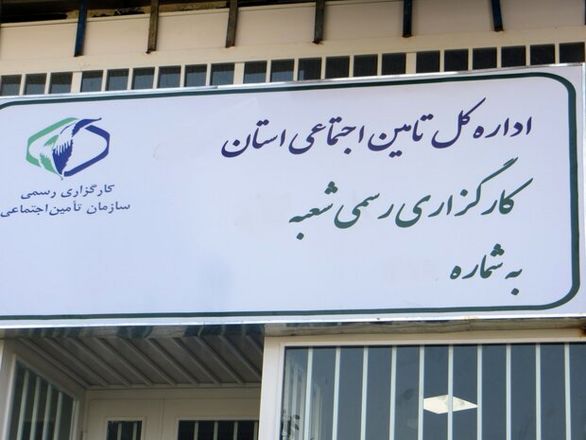 اداره کل تامین اجتماعی استان
کارگزاری رسمی شعبه
به شماره
کارگزاری رسمی
سازمان تأمین اجتماعی